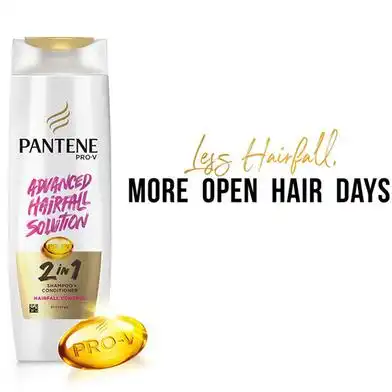 PANTENE
PRO-V
ADVANCED
HAIRFALL
SOLUTION
PRO-V
2 in 1
SHAMPOO+
CONDITIONER
HAIRFALL CONTROL
PRO-V
Less Hairfall,
MORE OPEN HAIR DAYS